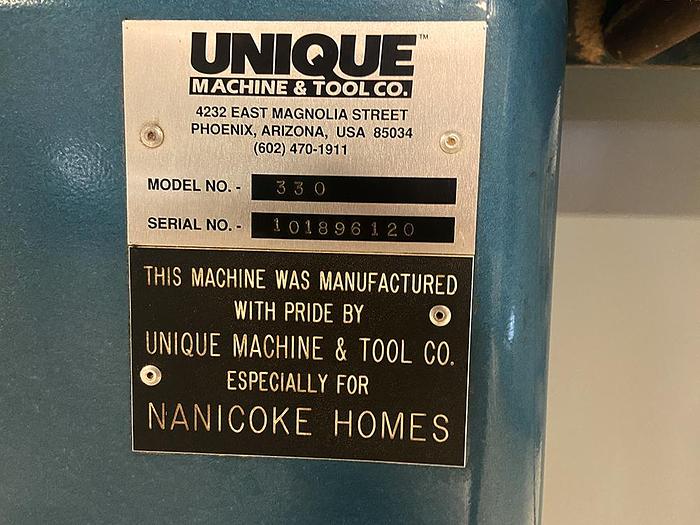 UNIQUE™
MACHINE & TOOL CO.
4232 EAST MAGNOLIA STREET
PHOENIX, ARIZONA, USA 85034
(602) 470-1911
MODEL NO. - 330
SERIAL NO. - 101896120
THIS MACHINE WAS MANUFACTURED
WITH PRIDE BY
UNIQUE MACHINE & TOOL CO.
ESPECIALLY FOR
NANICOKE HOMES